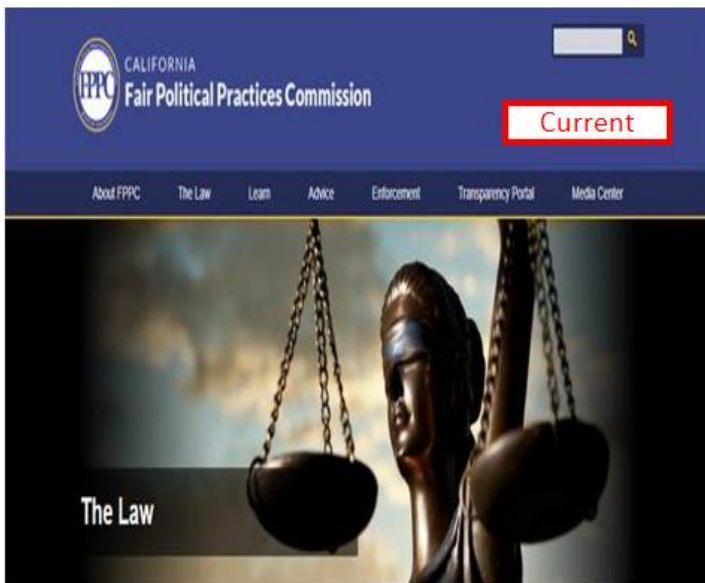 CALIFORNIA
FPPC
Fair Political Practices Commission
Current
About FPPC The Law Learn Advice Enforcement Transparency Portal Media Center
The Law